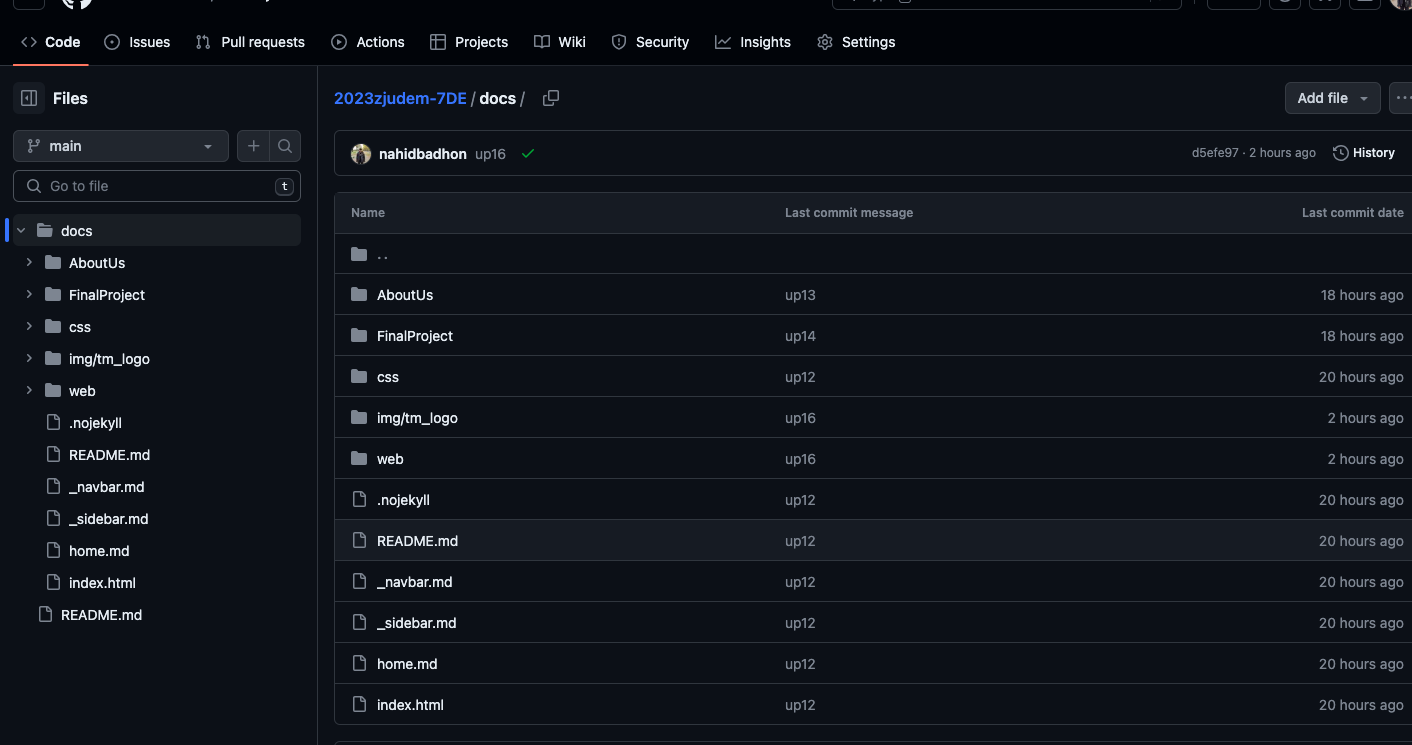 Code Issues Pull requests Actions Projects Wiki Security Insights Settings
Files
main
Go to file t
docs
AboutUs
FinalProject
css
img/tm_logo
web
.nojekyll
README.md
_navbar.md
_sidebar.md
home.md
index.html
README.md
2023zjudem-7DE / docs /
Add file
nahidbadhon up16 d5efe97 · 2 hours ago History
Name Last commit message Last commit date
..
AboutUs up13 18 hours ago
FinalProject up14 18 hours ago
css up12 20 hours ago
img/tm_logo up16 2 hours ago
web up16 2 hours ago
.nojekyll up12 20 hours ago
README.md up12 20 hours ago
_navbar.md up12 20 hours ago
_sidebar.md up12 20 hours ago
home.md up12 20 hours ago
index.html up12 20 hours ago